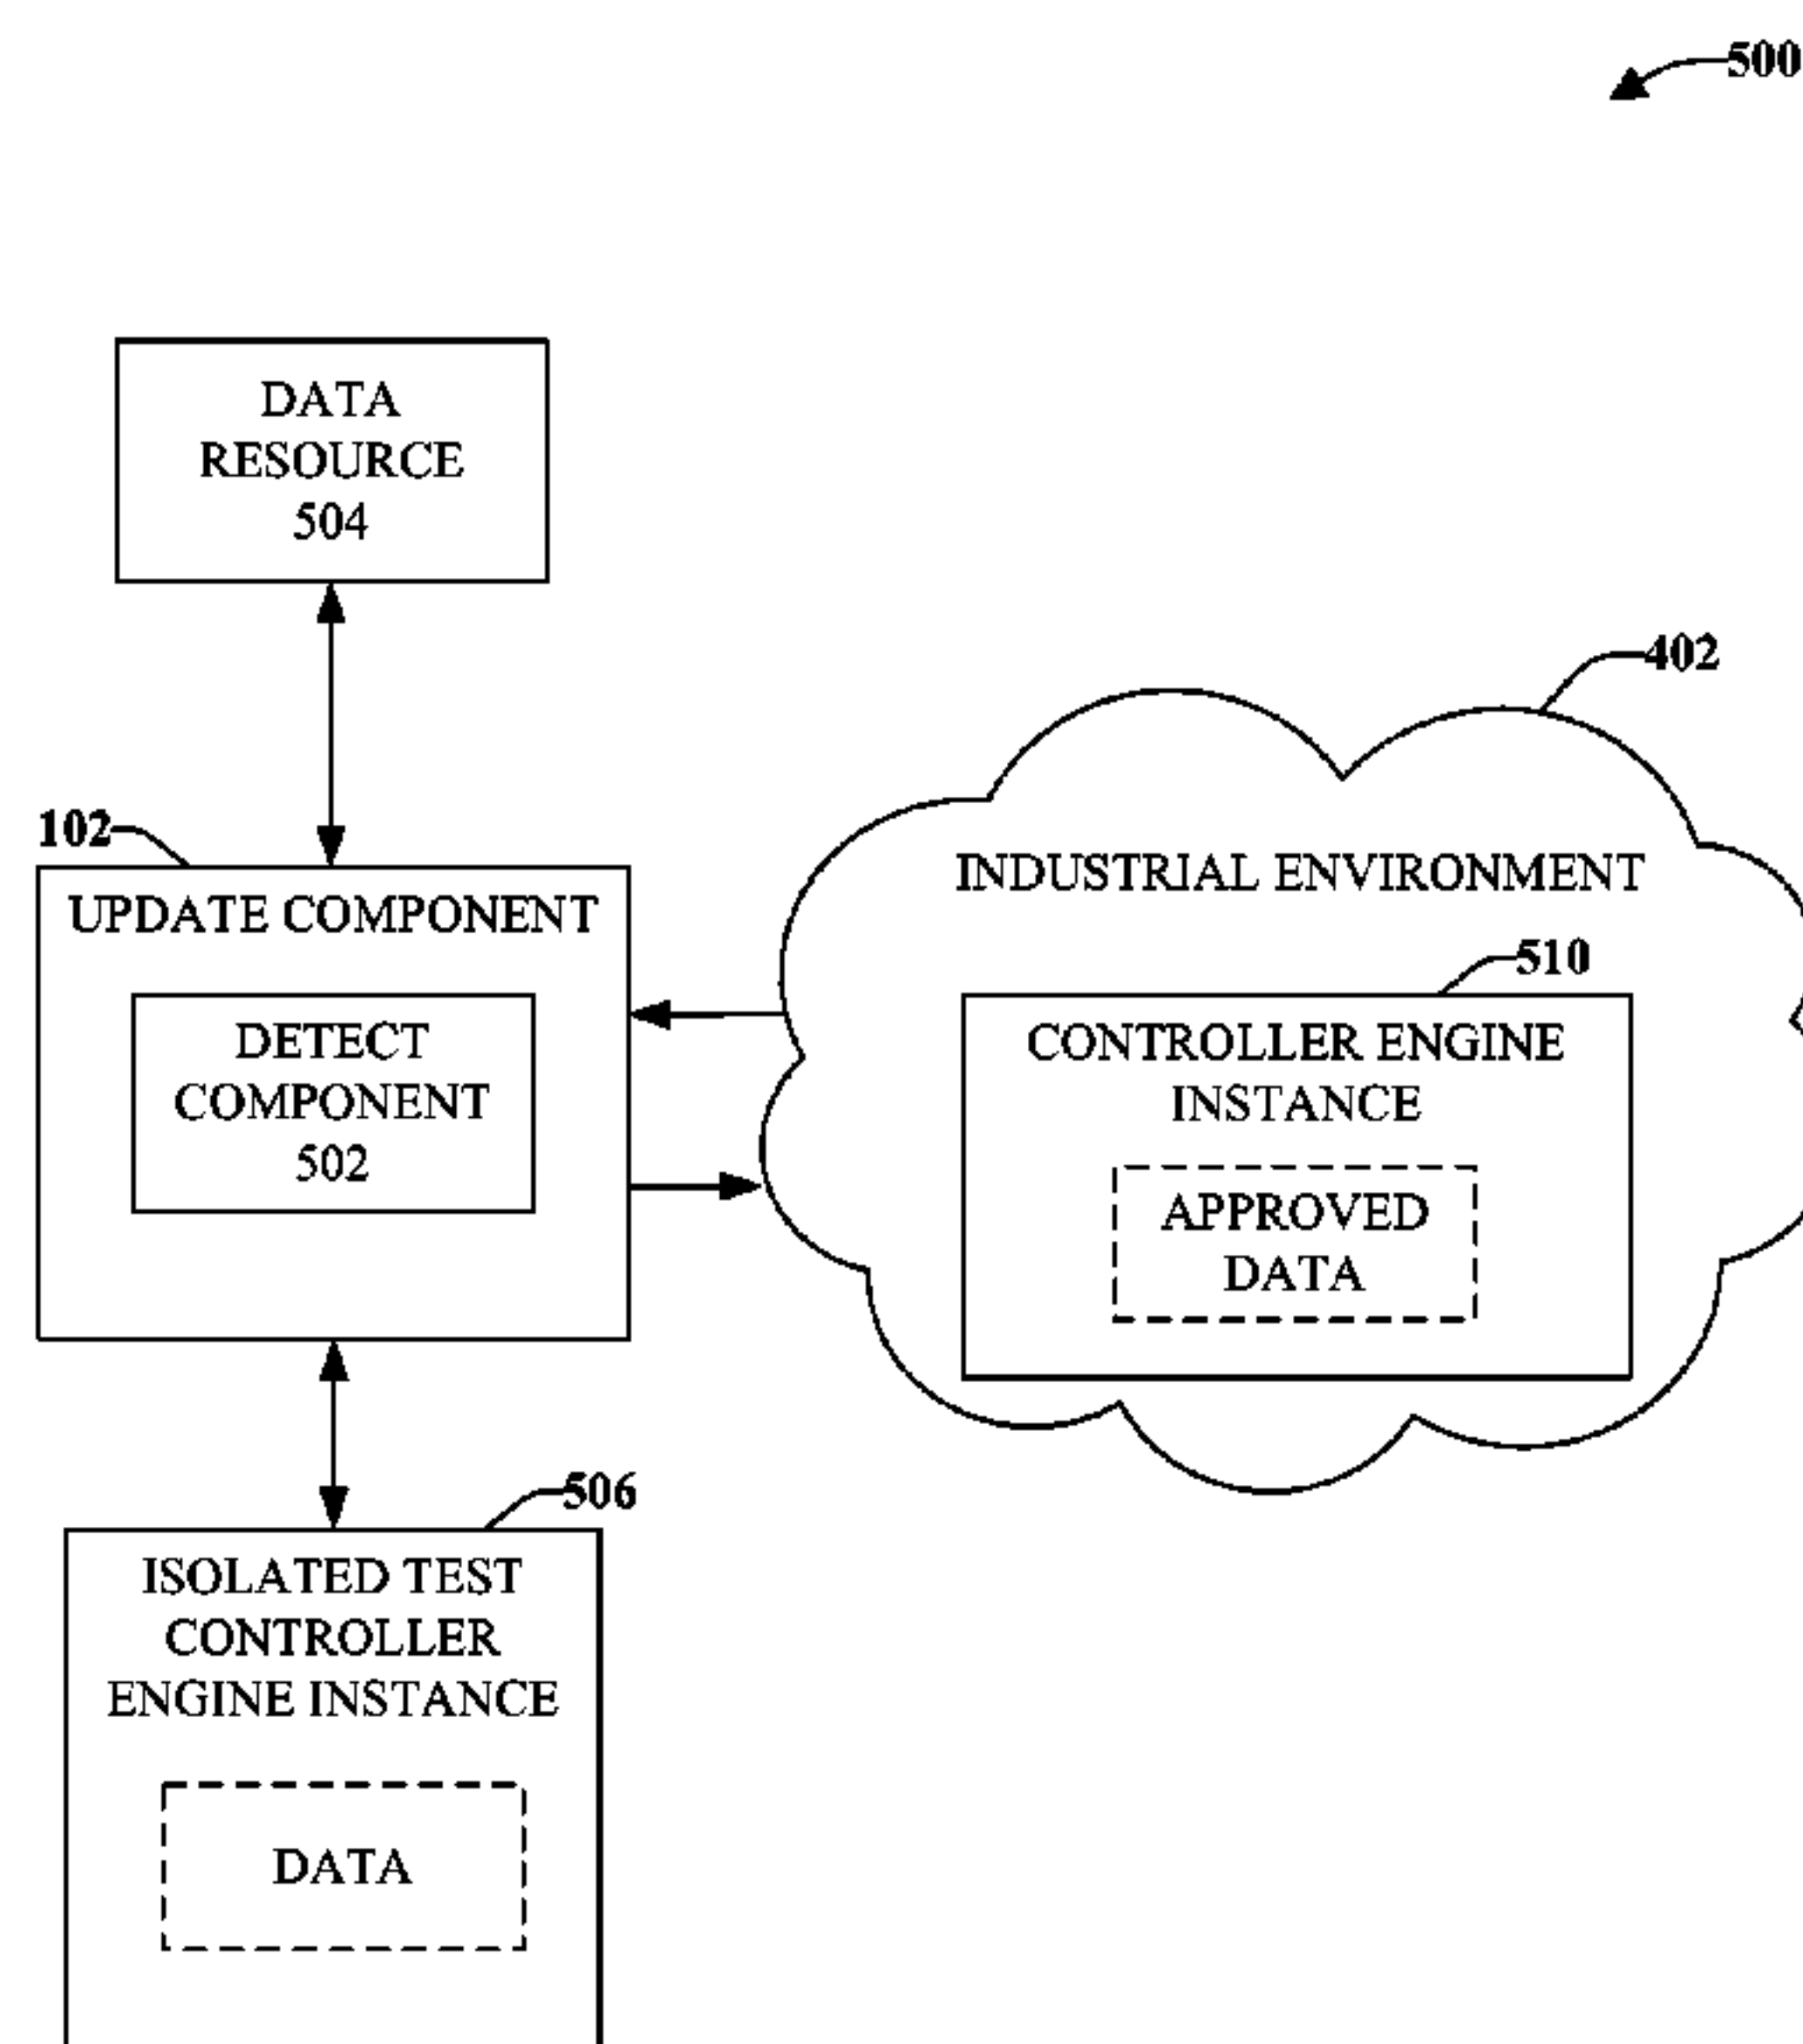 500
DATA
RESOURCE
504
402
102
UPDATE COMPONENT
DETECT
COMPONENT
502
INDUSTRIAL ENVIRONMENT
510
CONTROLLER ENGINE
INSTANCE
APPROVED
DATA
506
ISOLATED TEST
CONTROLLER
ENGINE INSTANCE
DATA